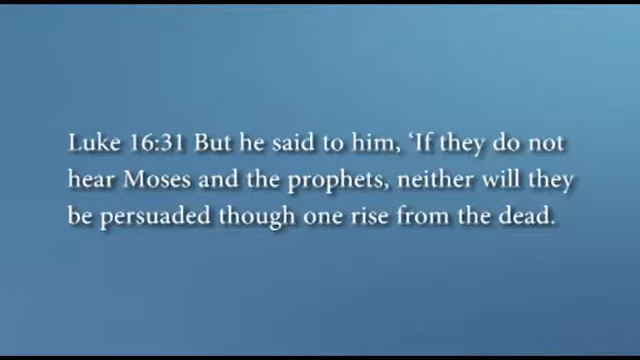 Luke 16:31 But he said to him, ‘If they do not
hear Moses and the prophets, neither will they
be persuaded though one rise from the dead.